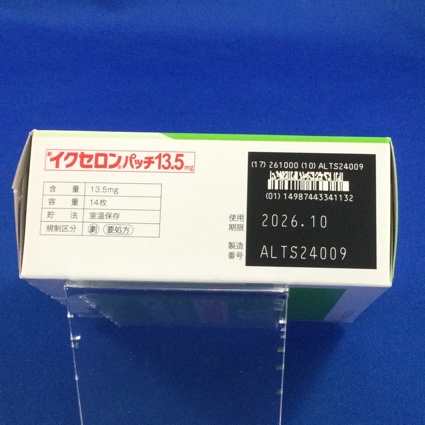 劇 イクセロン®パッチ13.5mg
含 量 13.5mg
容 量 14枚
貯 法 室温保存
規制区分 劇 要処方
(17) 261000 (10) ALTS24009
(01) 14987443341132
使用期限 2026.10
製造番号 ALTS24009